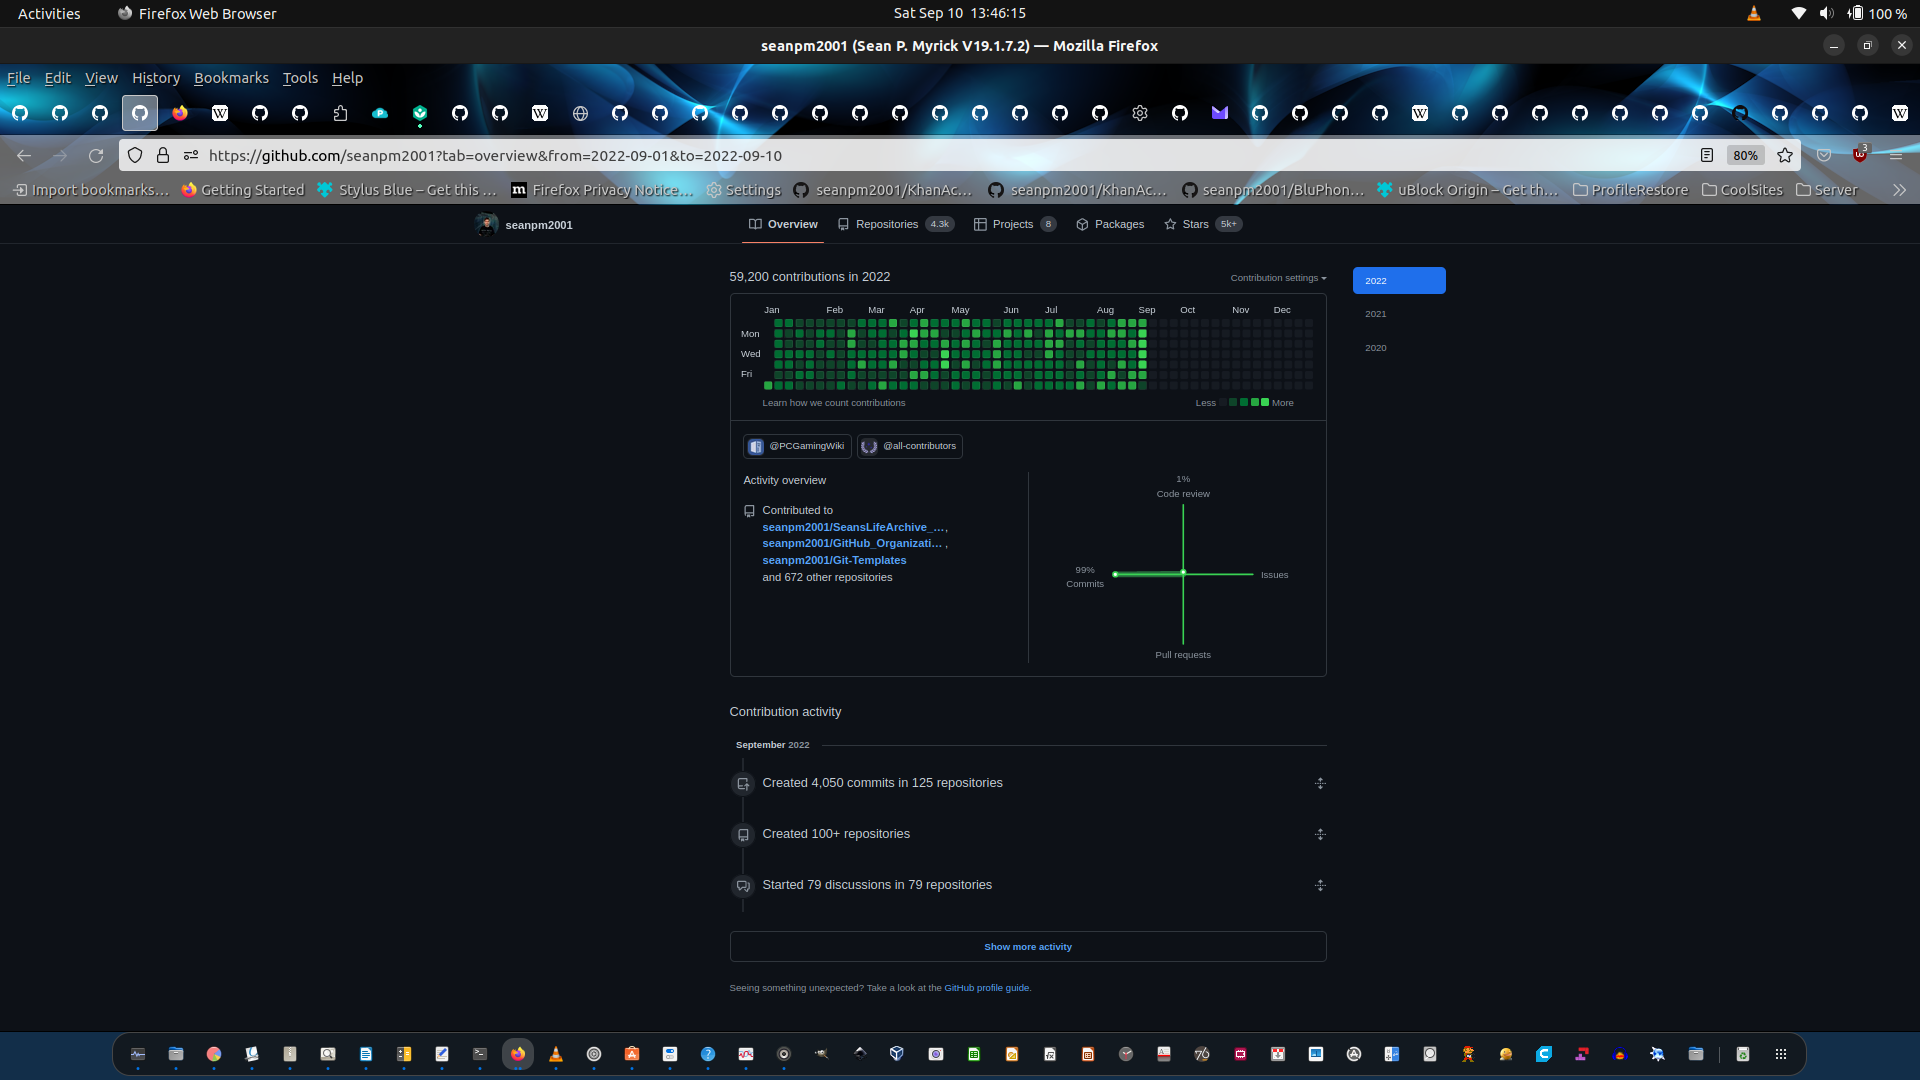 Activities
Firefox Web Browser
Sat Sep 10 13:46:15
100 %
seanpm2001 (Sean P. Myrick V19.1.7.2) — Mozilla Firefox
File Edit View History Bookmarks Tools Help
https://github.com/seanpm2001?tab=overview&from=2022-09-01&to=2022-09-10
80%
3
Import bookmarks… Getting Started Stylus Blue – Get this … Firefox Privacy Notice… Settings seanpm2001/KhanAc… seanpm2001/KhanAc… seanpm2001/BluPhon… uBlock Origin – Get th… ProfileRestore CoolSites Server
seanpm2001
Overview Repositories 4.3k Projects 8 Packages Stars 5k+
59,200 contributions in 2022
Contribution settings
2022
2021
2020
Jan Feb Mar Apr May Jun Jul Aug Sep Oct Nov Dec
Mon
Wed
Fri
Learn how we count contributions
Less More
@PCGamingWiki @all-contributors
Activity overview
Contributed to
seanpm2001/SeansLifeArchive_…,
seanpm2001/GitHub_Organizati… ,
seanpm2001/Git-Templates
and 672 other repositories
1%
Code review
99%
Commits
Issues
Pull requests
Contribution activity
September 2022
Created 4,050 commits in 125 repositories
Created 100+ repositories
Started 79 discussions in 79 repositories
Show more activity
Seeing something unexpected? Take a look at the GitHub profile guide.
76